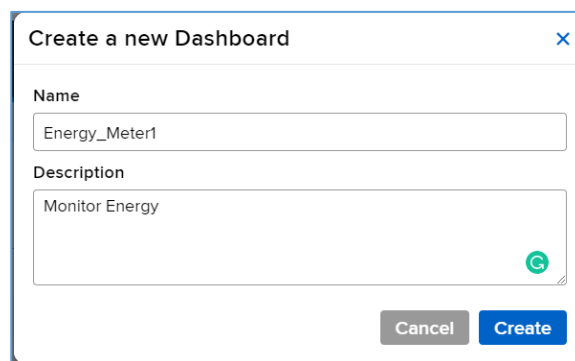 Create a new Dashboard
Name
Energy_Meter1
Description
Monitor Energy
Cancel Create